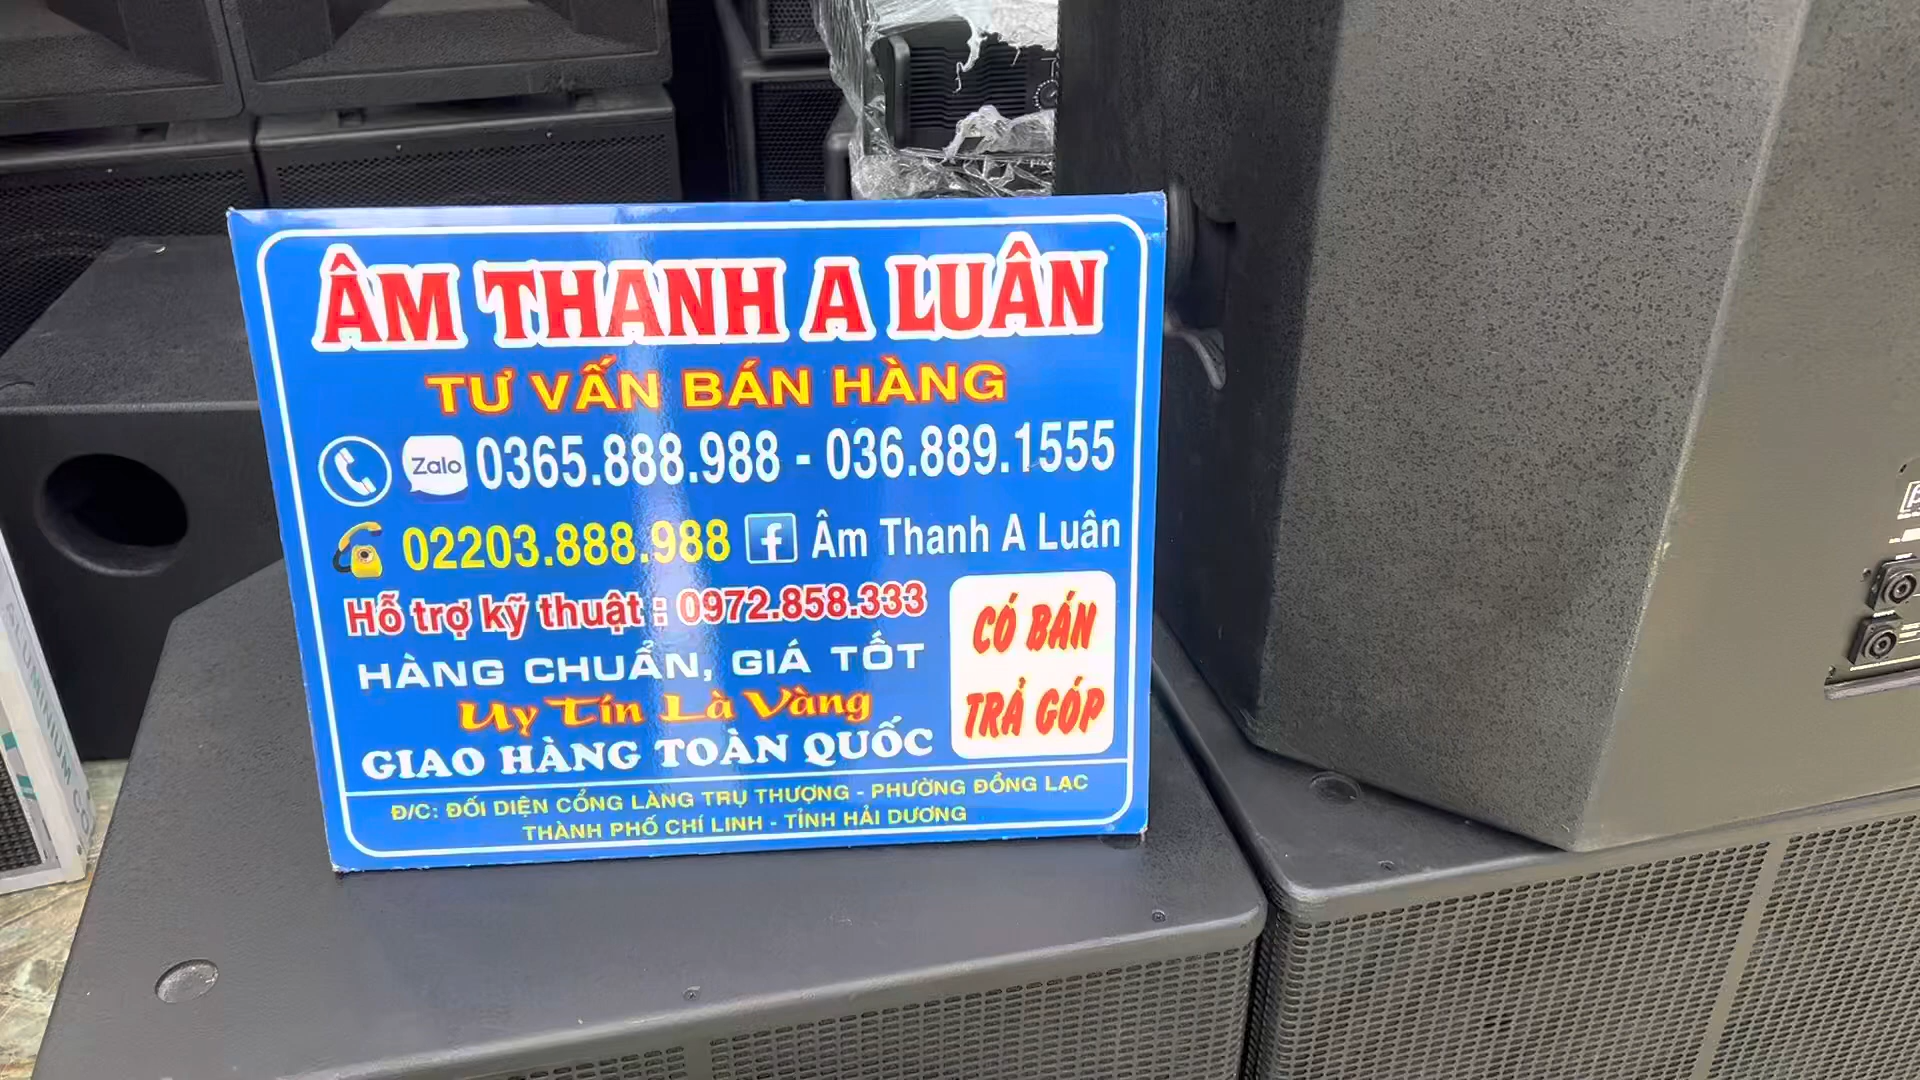 ÂM THANH A LUÂN
TƯ VẤN BÁN HÀNG
Zalo 0365.888.988 - 036.889.1555
02203.888.988 f Âm Thanh A Luân
Hỗ trợ kỹ thuật : 0972.858.333
HÀNG CHUẨN, GIÁ TỐT
Uy Tín Là Vàng
GIAO HÀNG TOÀN QUỐC
CÓ BÁN
TRẢ GÓP
Đ/C: ĐỐI DIỆN CỔNG LÀNG TRỤ THƯỢNG - PHƯỜNG ĐỒNG LẠC
THÀNH PHỐ CHÍ LINH - TỈNH HẢI DƯƠNG
ALUMINIUM